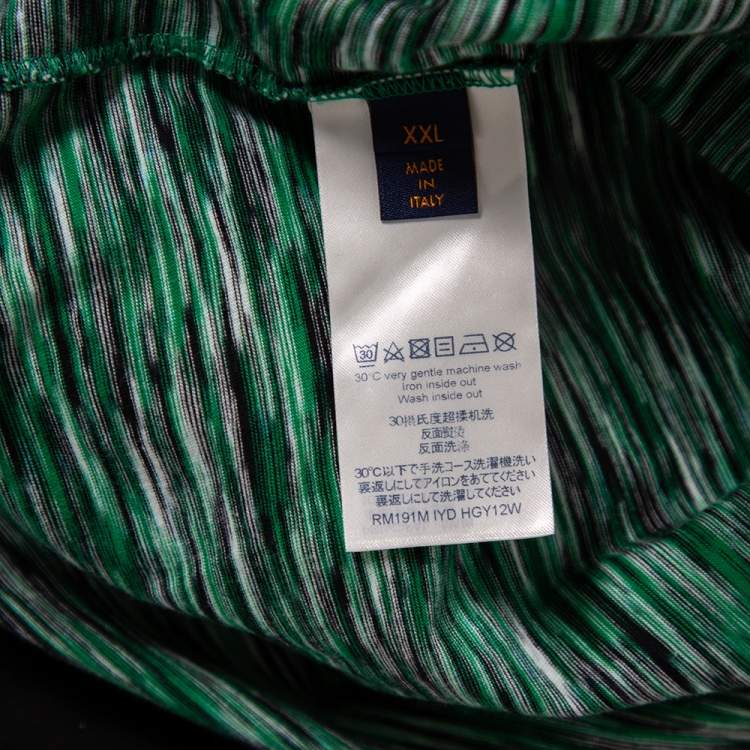 XXL
MADE
IN
ITALY
30
30°C very gentle machine wash
Iron inside out
Wash inside out
30摄氏度超揉机洗
反面熨烫
反面洗涤
30℃以下で手洗コース洗濯機洗い
裏返しにしてアイロンをあててください
裏返しにして洗濯してください
RM191M IYD HGY12W